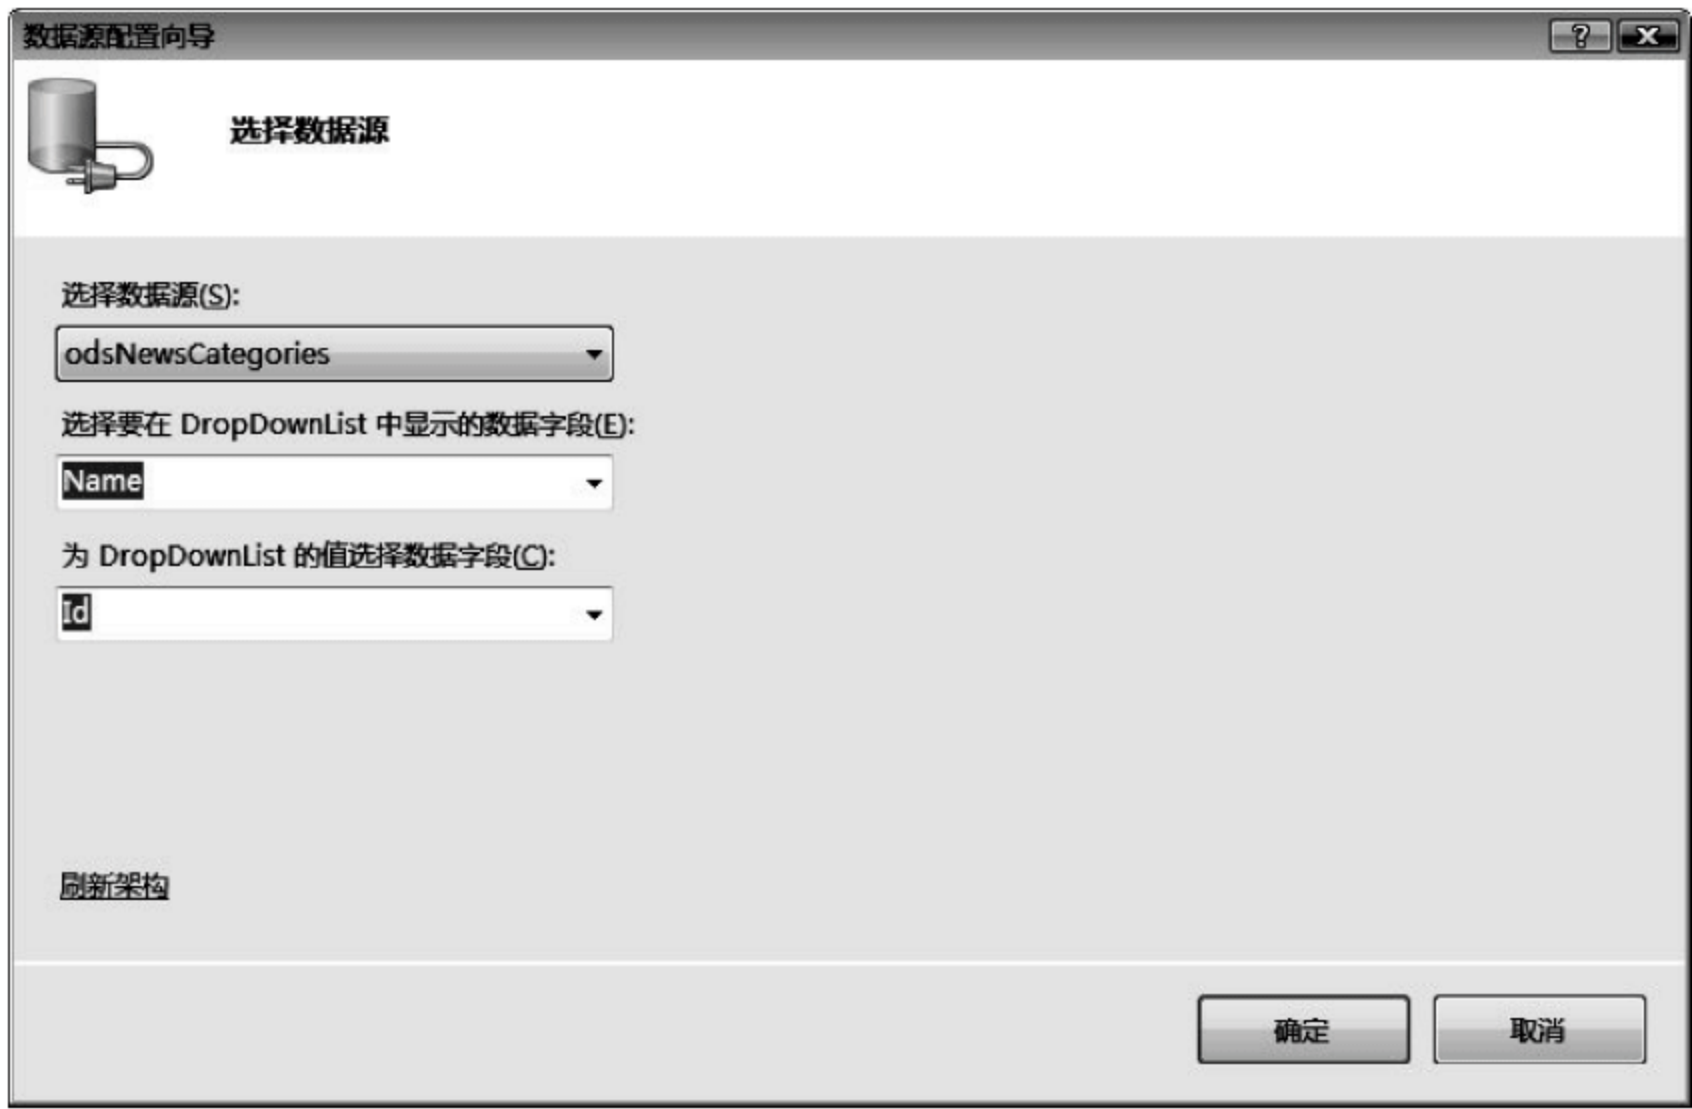 数据源配置向导
选择数据源
选择数据源(S):
odsNewsCategories
选择要在 DropDownList 中显示的数据字段(E):
Name
为 DropDownList 的值选择数据字段(C):
Id
刷新架构
确定 取消